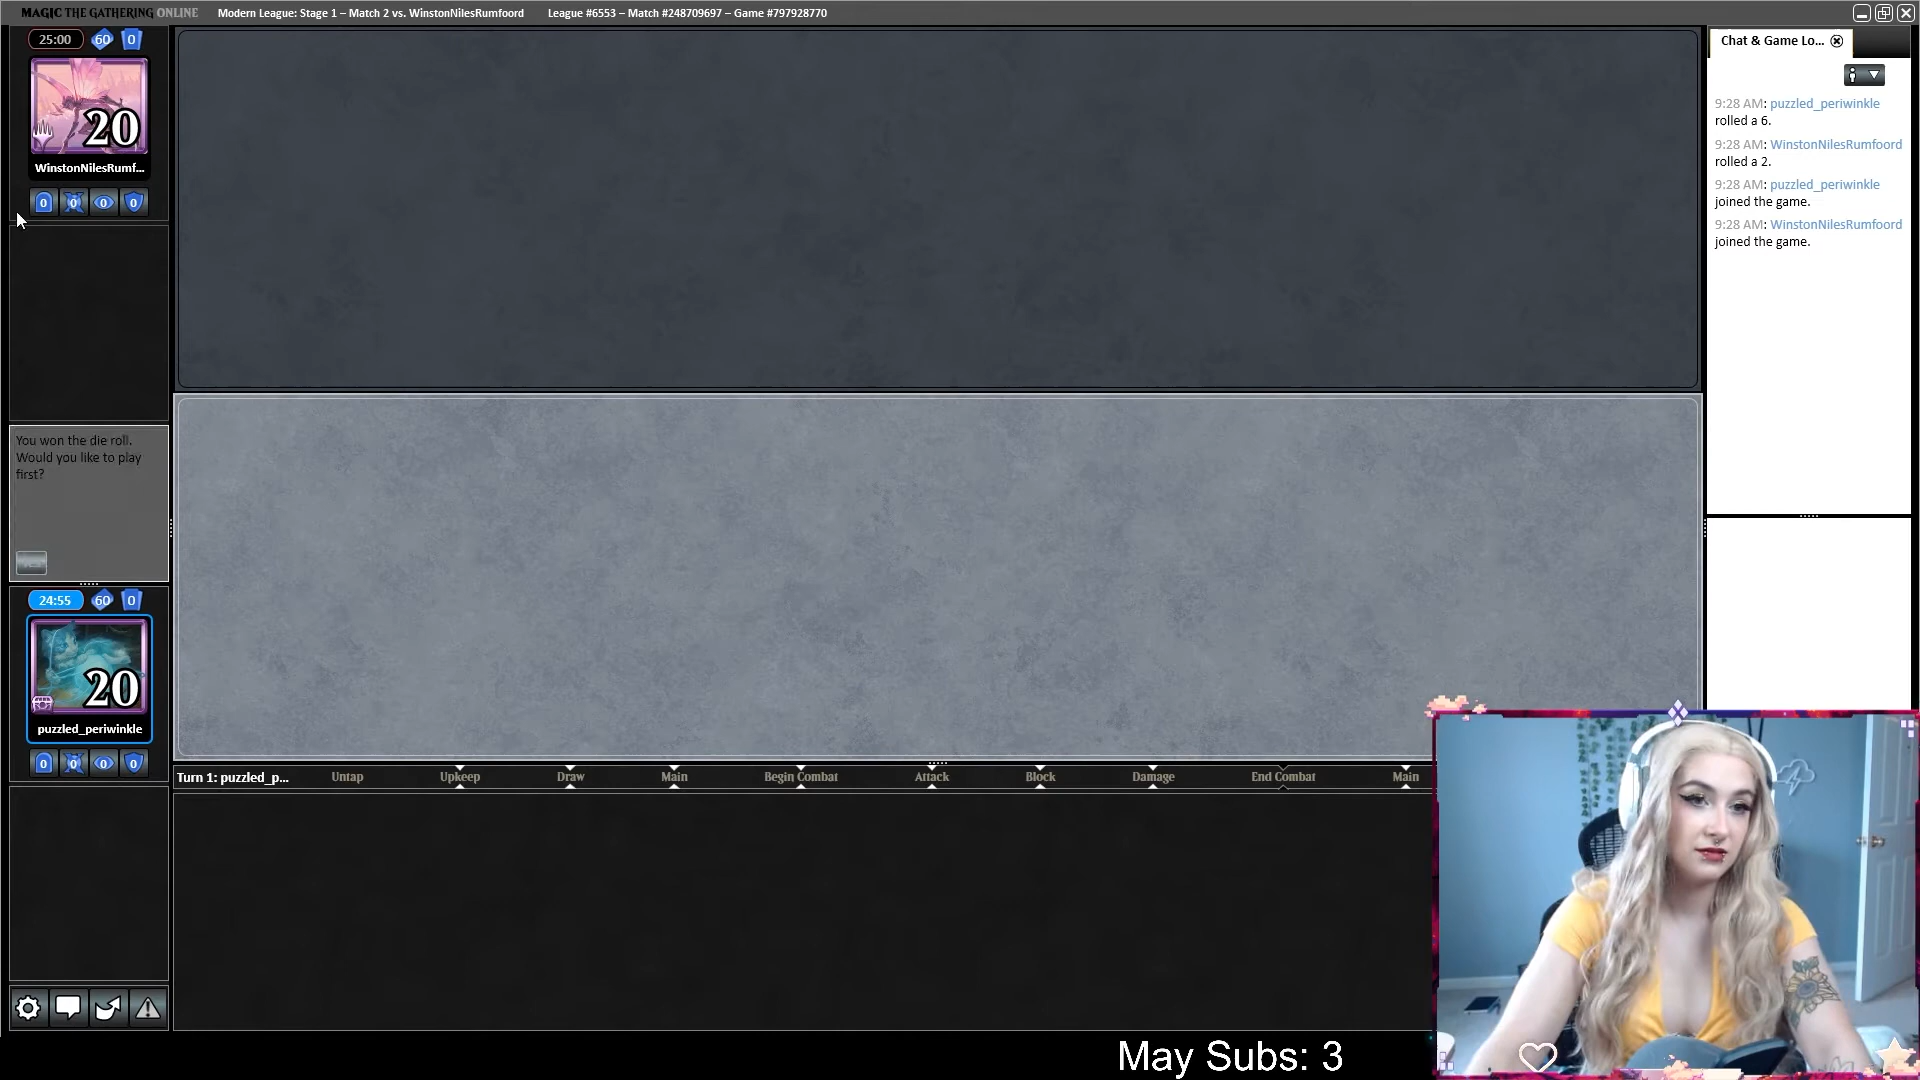 MAGIC THE GATHERING ONLINE
Modern League: Stage 1 – Match 2 vs. WinstonNilesRumfoord
League #6553 – Match #248709697 – Game #797928770
25:00
60
0
20
WinstonNilesRumf...
0
0
0
0
You won the die roll.
Would you like to play
first?
24:55
60
0
20
puzzled_periwinkle
0
0
0
0
Turn 1: puzzled_p...
Untap
Upkeep
Draw
Main
Begin Combat
Attack
Block
Damage
End Combat
Main
Chat & Game Lo...
9:28 AM: puzzled_periwinkle
rolled a 6.
9:28 AM: WinstonNilesRumfoord
rolled a 2.
9:28 AM: puzzled_periwinkle
joined the game.
9:28 AM: WinstonNilesRumfoord
joined the game.
May Subs: 3